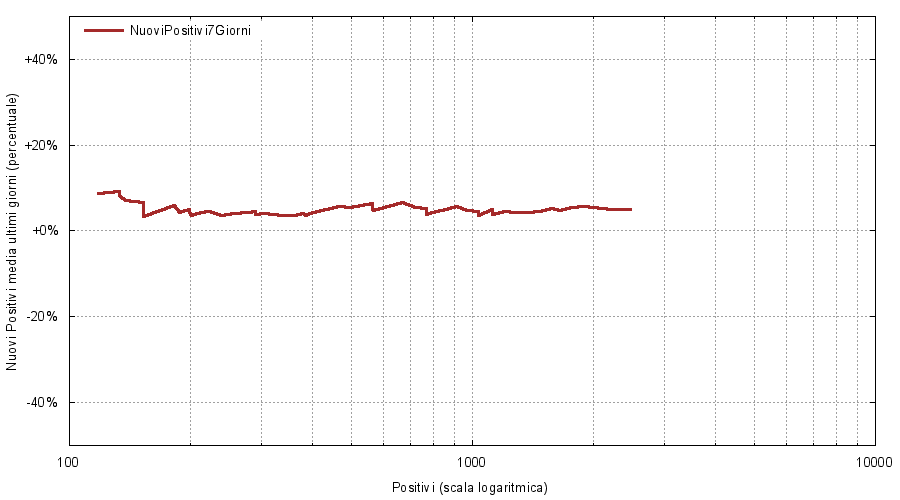 NuoviPositivi7Giorni
+40%
+20%
+0%
-20%
-40%
Nuovi Positivi media ultimi giorni (percentuale)
100 1000 10000
Positivi (scala logaritmica)